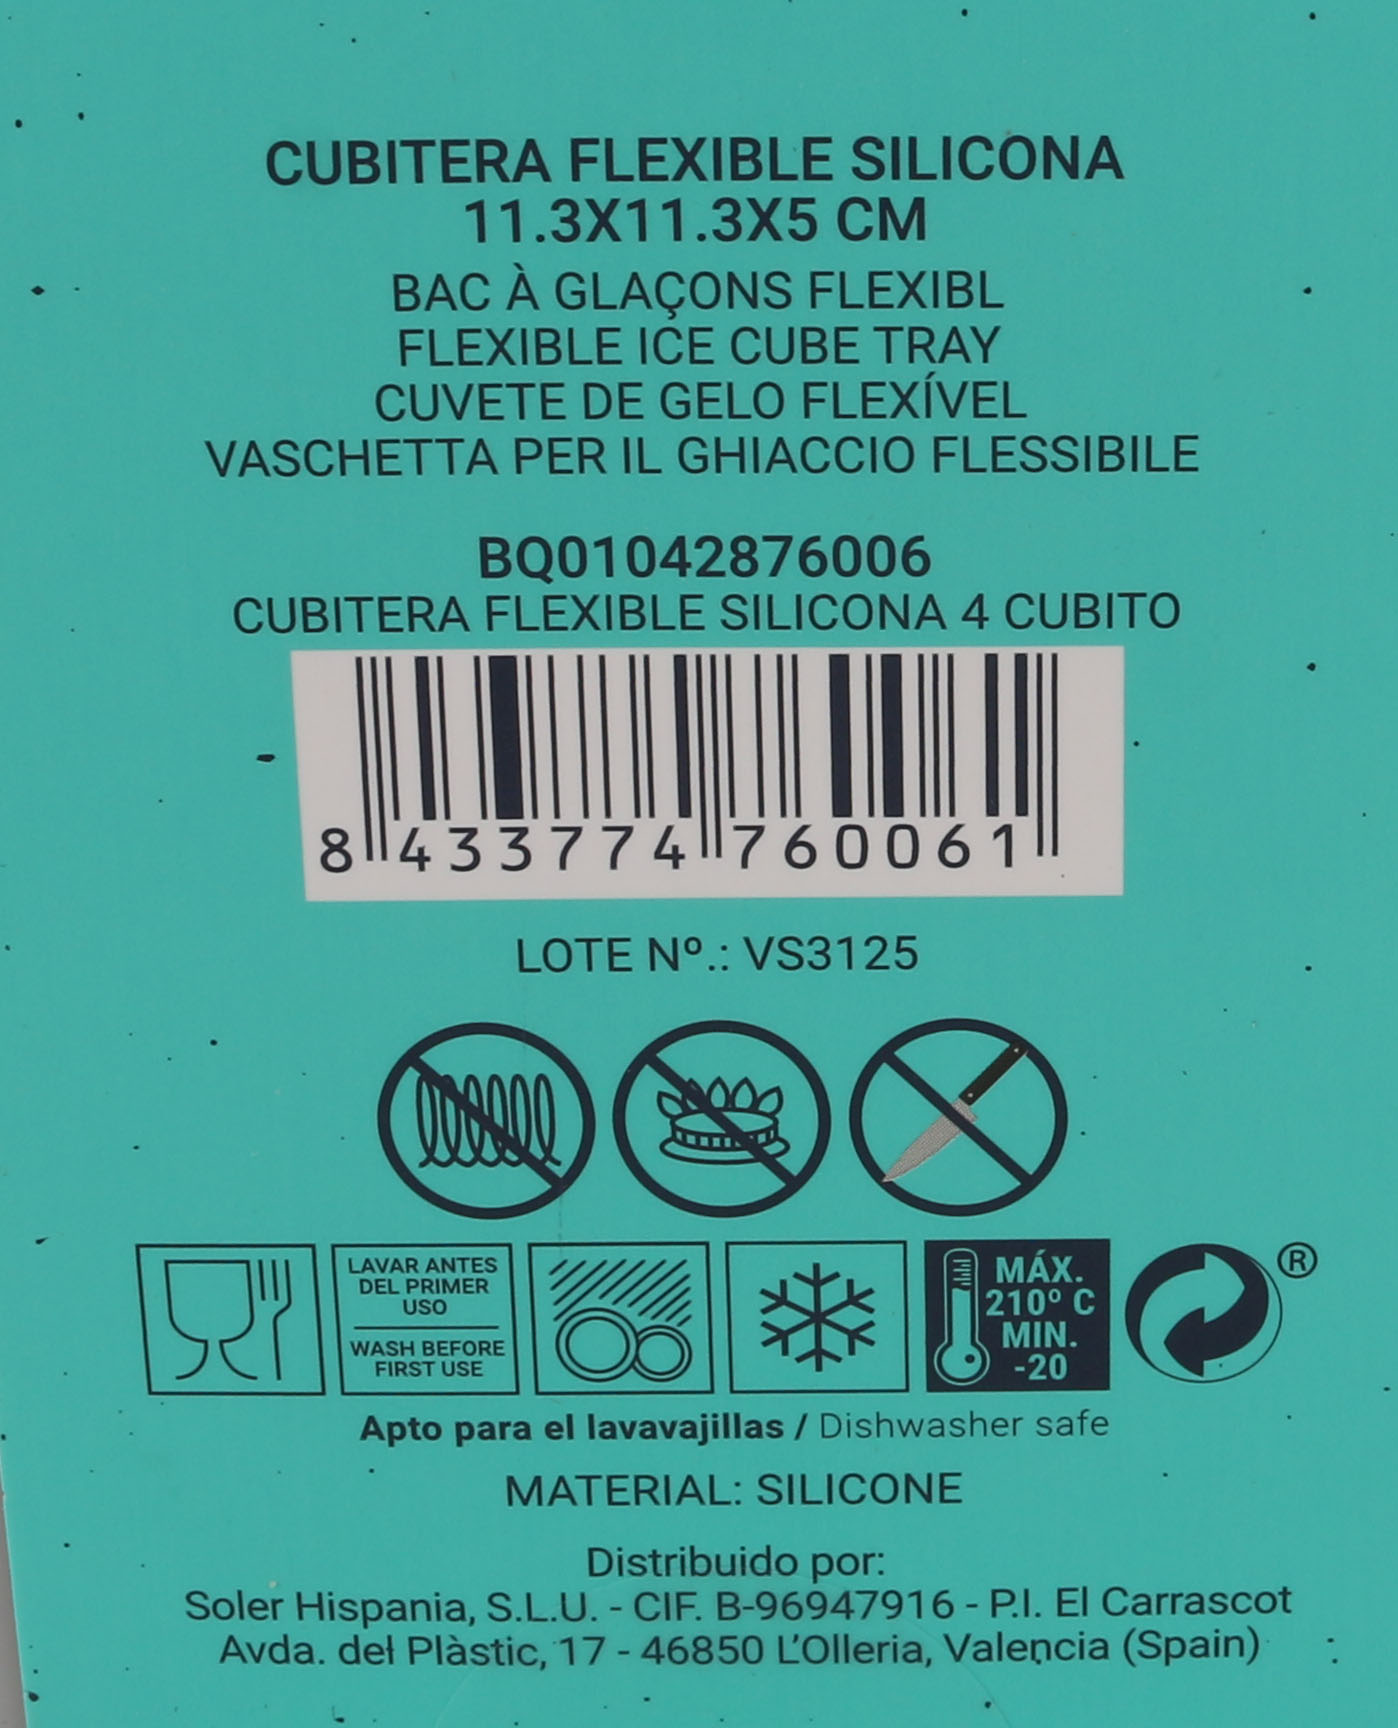 CUBITERA FLEXIBLE SILICONA
11.3X11.3X5 CM
BAC À GLAÇONS FLEXIBL
FLEXIBLE ICE CUBE TRAY
CUVETE DE GELO FLEXÍVEL
VASCHETTA PER IL GHIACCIO FLESSIBILE
BQ01042876006
CUBITERA FLEXIBLE SILICONA 4 CUBITO
8 433774 760061
LOTE Nº.: VS3125
LAVAR ANTES
DEL PRIMER
USO
WASH BEFORE
FIRST USE
MÁX.
210º C
MIN.
-20
®
Apto para el lavavajillas / Dishwasher safe
MATERIAL: SILICONE
Distribuido por:
Soler Hispania, S.L.U. - CIF. B-96947916 - P.I. El Carrascot
Avda. del Plàstic, 17 - 46850 L'Olleria, Valencia (Spain)